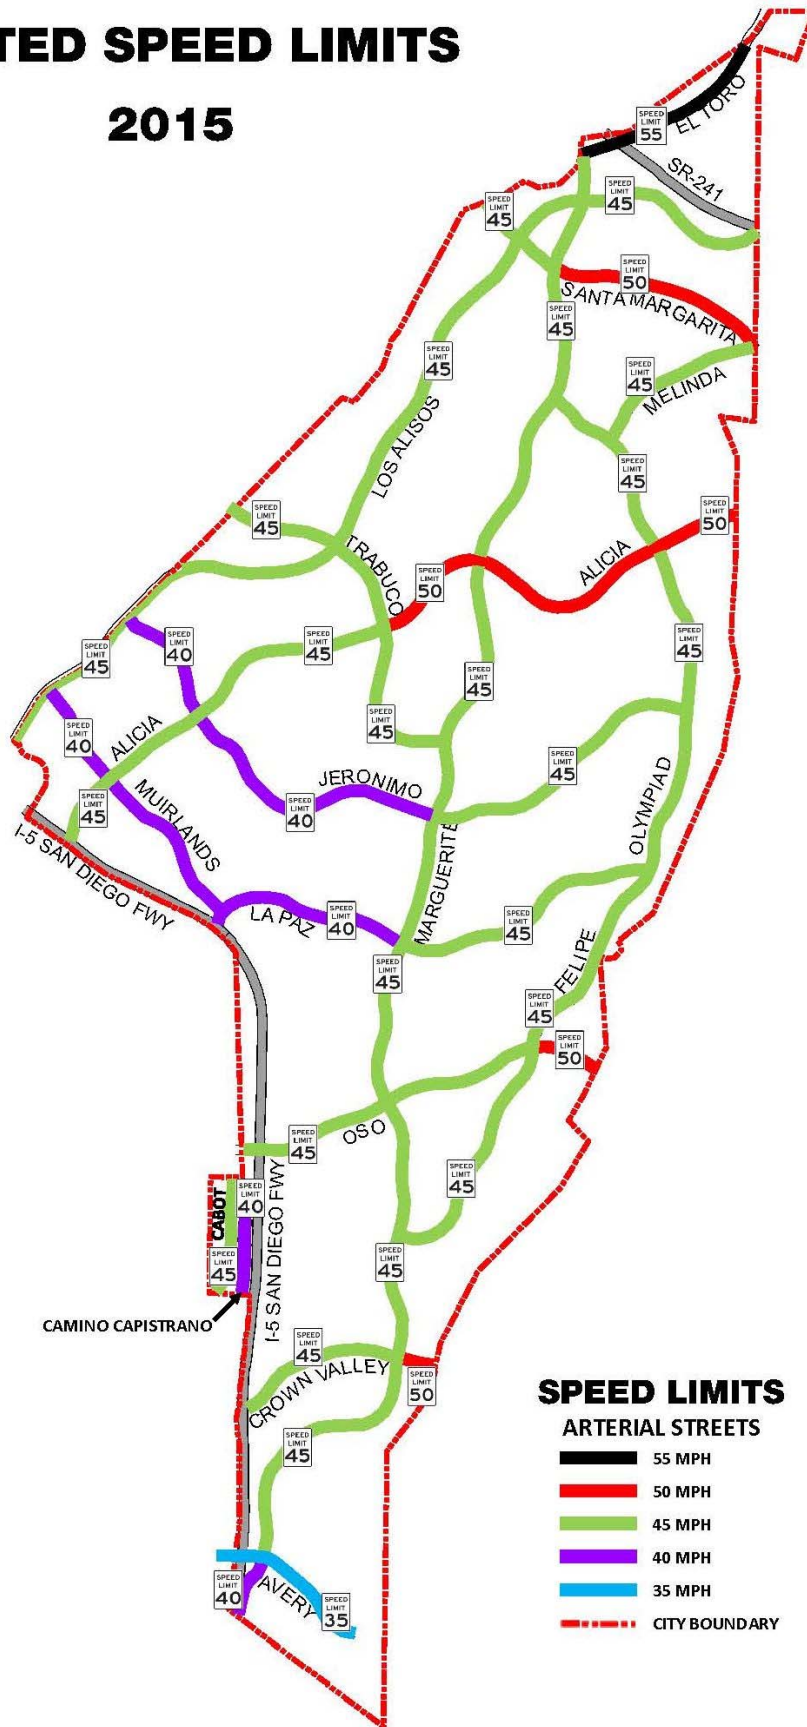 TED SPEED LIMITS
2015
SPEED LIMIT 55
EL TORO
SR-241
SPEED LIMIT 45
SPEED LIMIT 45
SPEED LIMIT 50
SANTA MARGARITA
SPEED LIMIT 45
SPEED LIMIT 45
SPEED LIMIT 45
MELINDA
LOS ALISOS
SPEED LIMIT 45
SPEED LIMIT 45
SPEED LIMIT 50
TRABUCO
ALICIA
SPEED LIMIT 50
SPEED LIMIT 45
SPEED LIMIT 40
SPEED LIMIT 45
SPEED LIMIT 45
SPEED LIMIT 45
SPEED LIMIT 40
ALICIA
SPEED LIMIT 45
SPEED LIMIT 45
MUIRLANDS
JERONIMO
SPEED LIMIT 45
SPEED LIMIT 40
OLYMPIAD
I-5 SAN DIEGO FWY
MARGUERITE
LA PAZ
SPEED LIMIT 40
SPEED LIMIT 45
FELIPE
SPEED LIMIT 45
SPEED LIMIT 45
SPEED LIMIT 50
OSO
SPEED LIMIT 45
SPEED LIMIT 45
CABOT
SPEED LIMIT 40
I-5 SAN DIEGO FWY
SPEED LIMIT 45
SPEED LIMIT 45
CAMINO CAPISTRANO
SPEED LIMIT 45
CROWN VALLEY
SPEED LIMIT 50
SPEED LIMIT 45
SPEED LIMIT 40
AVERY
SPEED LIMIT 35
SPEED LIMITS
ARTERIAL STREETS
55 MPH
50 MPH
45 MPH
40 MPH
35 MPH
CITY BOUNDARY